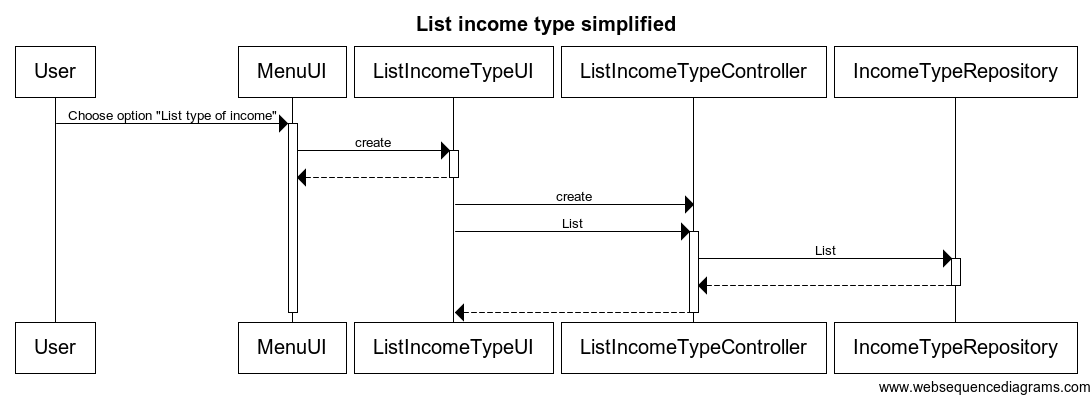 List income type simplified
User
MenuUI
ListIncomeTypeUI
ListIncomeTypeController
IncomeTypeRepository
Choose option "List type of income"
create
create
List
List
User
MenuUI
ListIncomeTypeUI
ListIncomeTypeController
IncomeTypeRepository
www.websequencediagrams.com